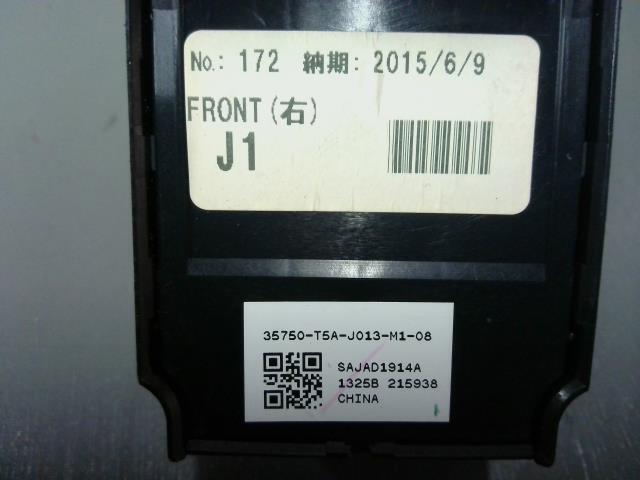 No.: 172 納期: 2015/6/9
FRONT(右)
J1
35750-T5A-J013-M1-08
SAJAD1914A
1325B 215938
CHINA